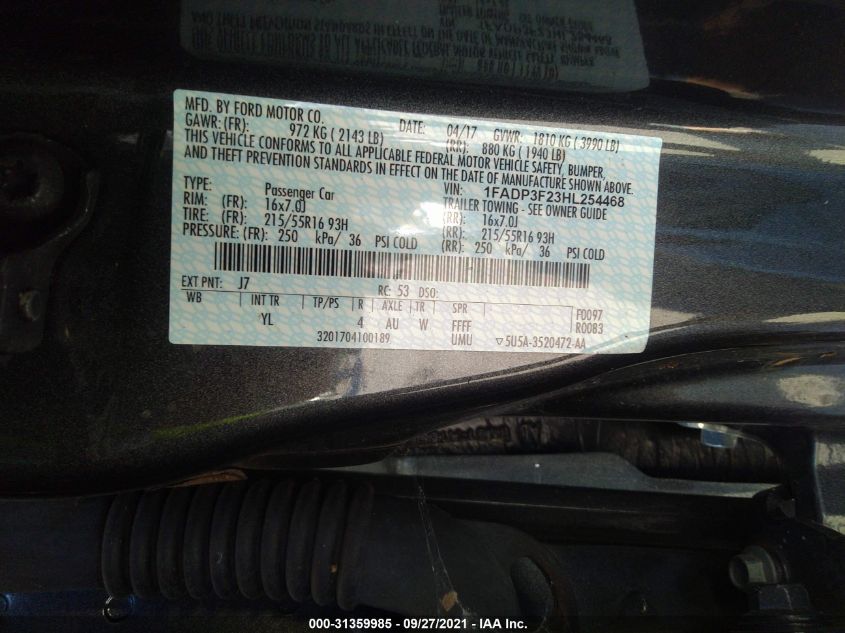 MFD. BY FORD MOTOR CO.
DATE: 04/17 GVWR: 1810 KG ( 3990 LB)
GAWR: (FR): 972 KG ( 2143 LB) (RR): 880 KG ( 1940 LB)
THIS VEHICLE CONFORMS TO ALL APPLICABLE FEDERAL MOTOR VEHICLE SAFETY, BUMPER,
AND THEFT PREVENTION STANDARDS IN EFFECT ON THE DATE OF MANUFACTURE SHOWN ABOVE.
VIN: 1FADP3F23HL254468
TYPE: Passenger Car TRAILER TOWING - SEE OWNER GUIDE
RIM: (FR): 16x7.0J (RR): 16x7.0J
TIRE: (FR): 215/55R16 93H (RR): 215/55R16 93H
PRESSURE: (FR): 250 kPa/ 36 PSI COLD (RR): 250 kPa/ 36 PSI COLD
EXT PNT: J7 RC: 53 DSO:
WB INT TR TP/PS R AXLE TR SPR F0097
YL 4 AU W FFFF R0083
3201704100189 UMU ▽5U5A-3520472-AA
000-31359985 - 09/27/2021 - IAA Inc.